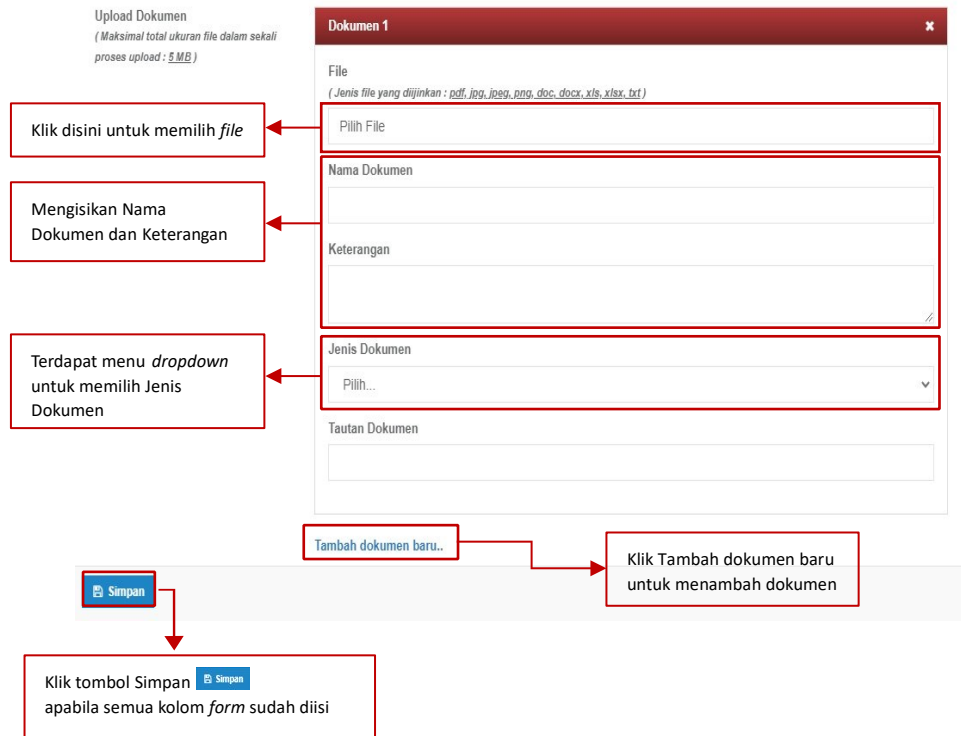 Upload Dokumen
( Maksimal total ukuran file dalam sekali
proses upload : 5 MB )
Dokumen 1
File
( Jenis file yang diijinkan : pdf, jpg, jpeg, png, doc, docx, xls, xlsx, txt )
Klik disini untuk memilih file
Pilih File
Mengisikan Nama
Dokumen dan Keterangan
Nama Dokumen
Keterangan
Terdapat menu dropdown
untuk memilih Jenis
Dokumen
Jenis Dokumen
Pilih...
Tautan Dokumen
Tambah dokumen baru..
Klik Tambah dokumen baru
untuk menambah dokumen
Simpan
Klik tombol Simpan Simpan
apabila semua kolom form sudah diisi